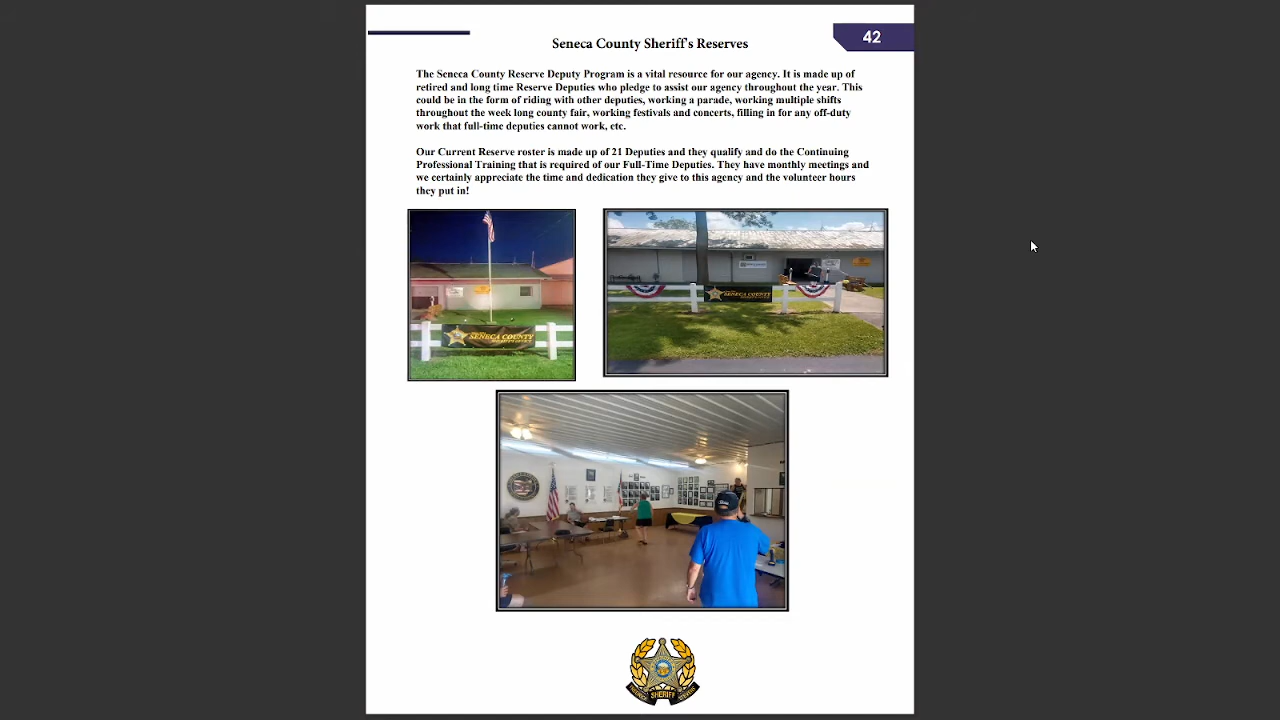 42
Seneca County Sheriff's Reserves
The Seneca County Reserve Deputy Program is a vital resource for our agency. It is made up of
retired and long time Reserve Deputies who pledge to assist our agency throughout the year. This
could be in the form of riding with other deputies, working a parade, working multiple shifts
throughout the week long county fair, working festivals and concerts, filling in for any off-duty
work that full-time deputies cannot work, etc.
Our Current Reserve roster is made up of 21 Deputies and they qualify and do the Continuing
Professional Training that is required of our Full-Time Deputies. They have monthly meetings and
we certainly appreciate the time and dedication they give to this agency and the volunteer hours
they put in!
SENECA COUNTY
SENECA COUNTY
SHERIFF